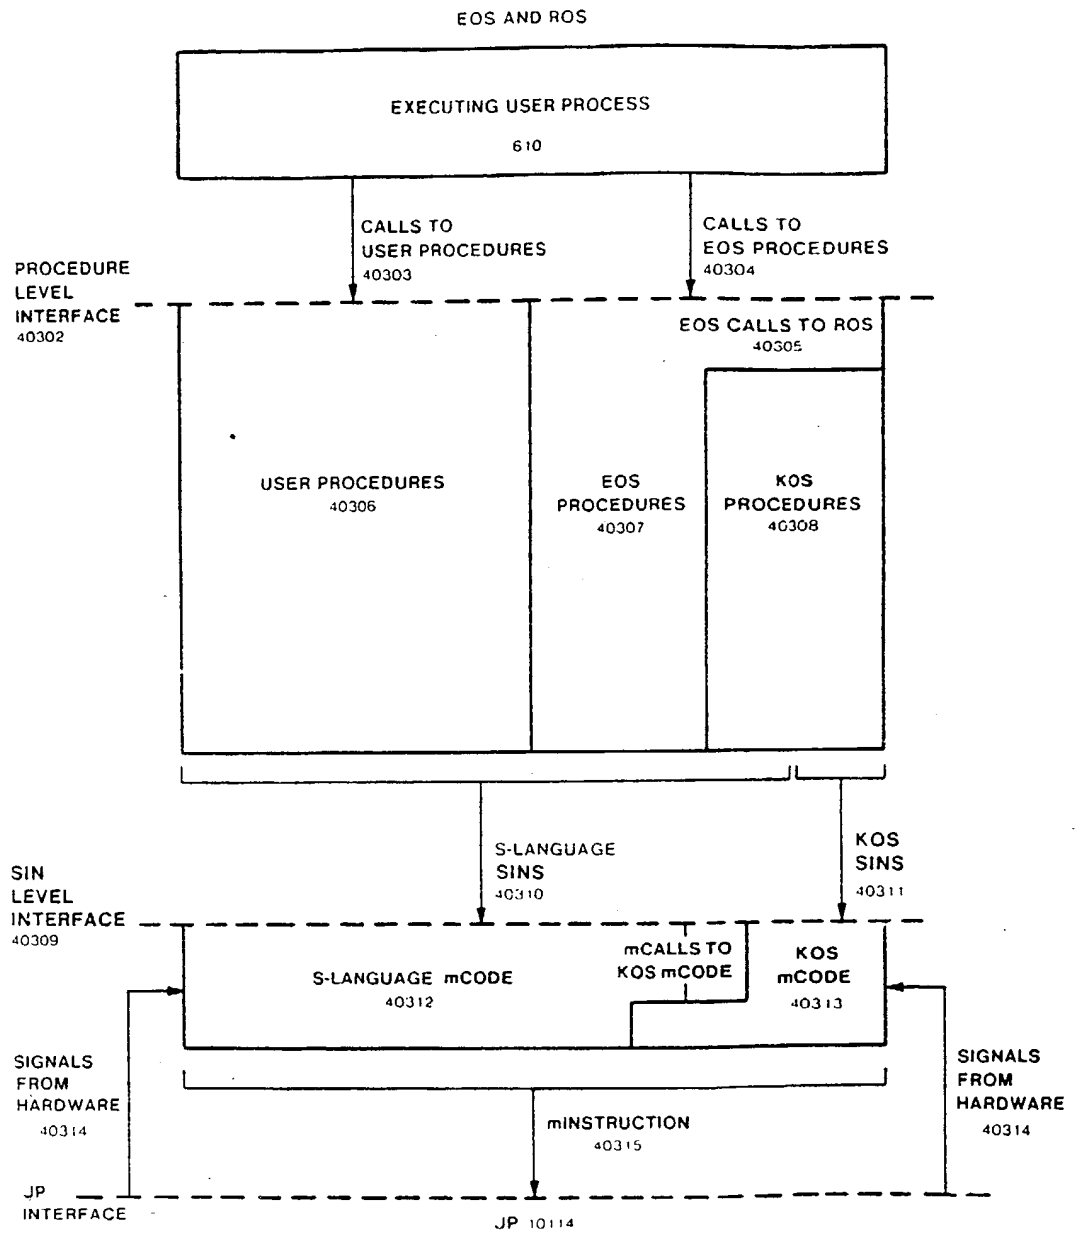 EOS AND ROS
EXECUTING USER PROCESS
610
CALLS TO
USER PROCEDURES
40303
CALLS TO
EOS PROCEDURES
40304
PROCEDURE
LEVEL
INTERFACE
40302
EOS CALLS TO ROS
40305
USER PROCEDURES
40306
EOS
PROCEDURES
40307
KOS
PROCEDURES
40308
S-LANGUAGE
SINS
40310
KOS
SINS
40311
SIN
LEVEL
INTERFACE
40309
S-LANGUAGE mCODE
40312
mCALLS TO
KOS mCODE
KOS
mCODE
40313
SIGNALS
FROM
HARDWARE
40314
mINSTRUCTION
40315
SIGNALS
FROM
HARDWARE
40314
JP
INTERFACE
JP 10114